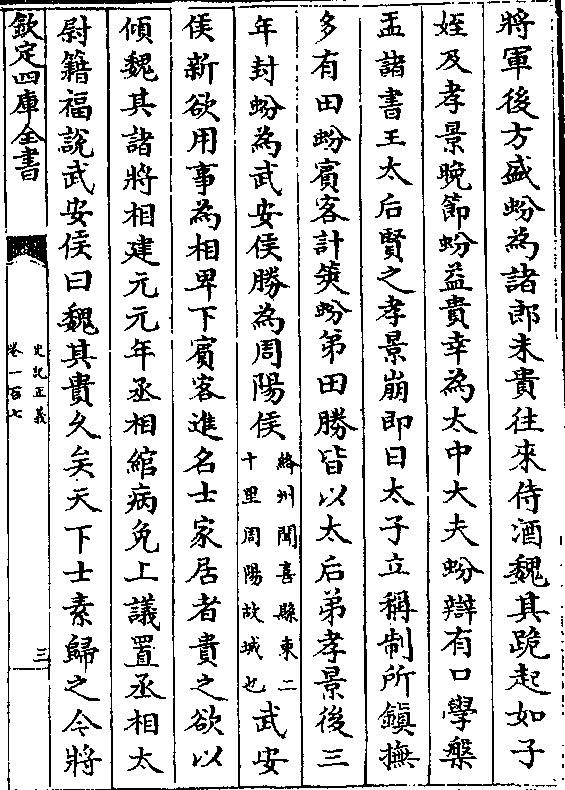 將軍後方盛蚡為諸郎未貴往來侍酒魏其跪起如子
姪及孝景晚節蚡益貴幸為太中大夫蚡辯有口學槃
盂諸書王太后賢之孝景崩即日太子立稱制所鎮撫
多有田蚡賓客計筴蚡弟田勝皆以太后弟孝景後三
年封蚡為武安侯勝為周陽侯絳州聞喜縣東二十里周陽故城也武安
侯新欲用事為相卑下賓客進名士家居者貴之欲以
傾魏其諸將相建元元年丞相綰病免上議置丞相太
尉籍福說武安侯曰魏其貴久矣天下士素歸之今將
欽定四庫全書
史記正義
卷一百七
三